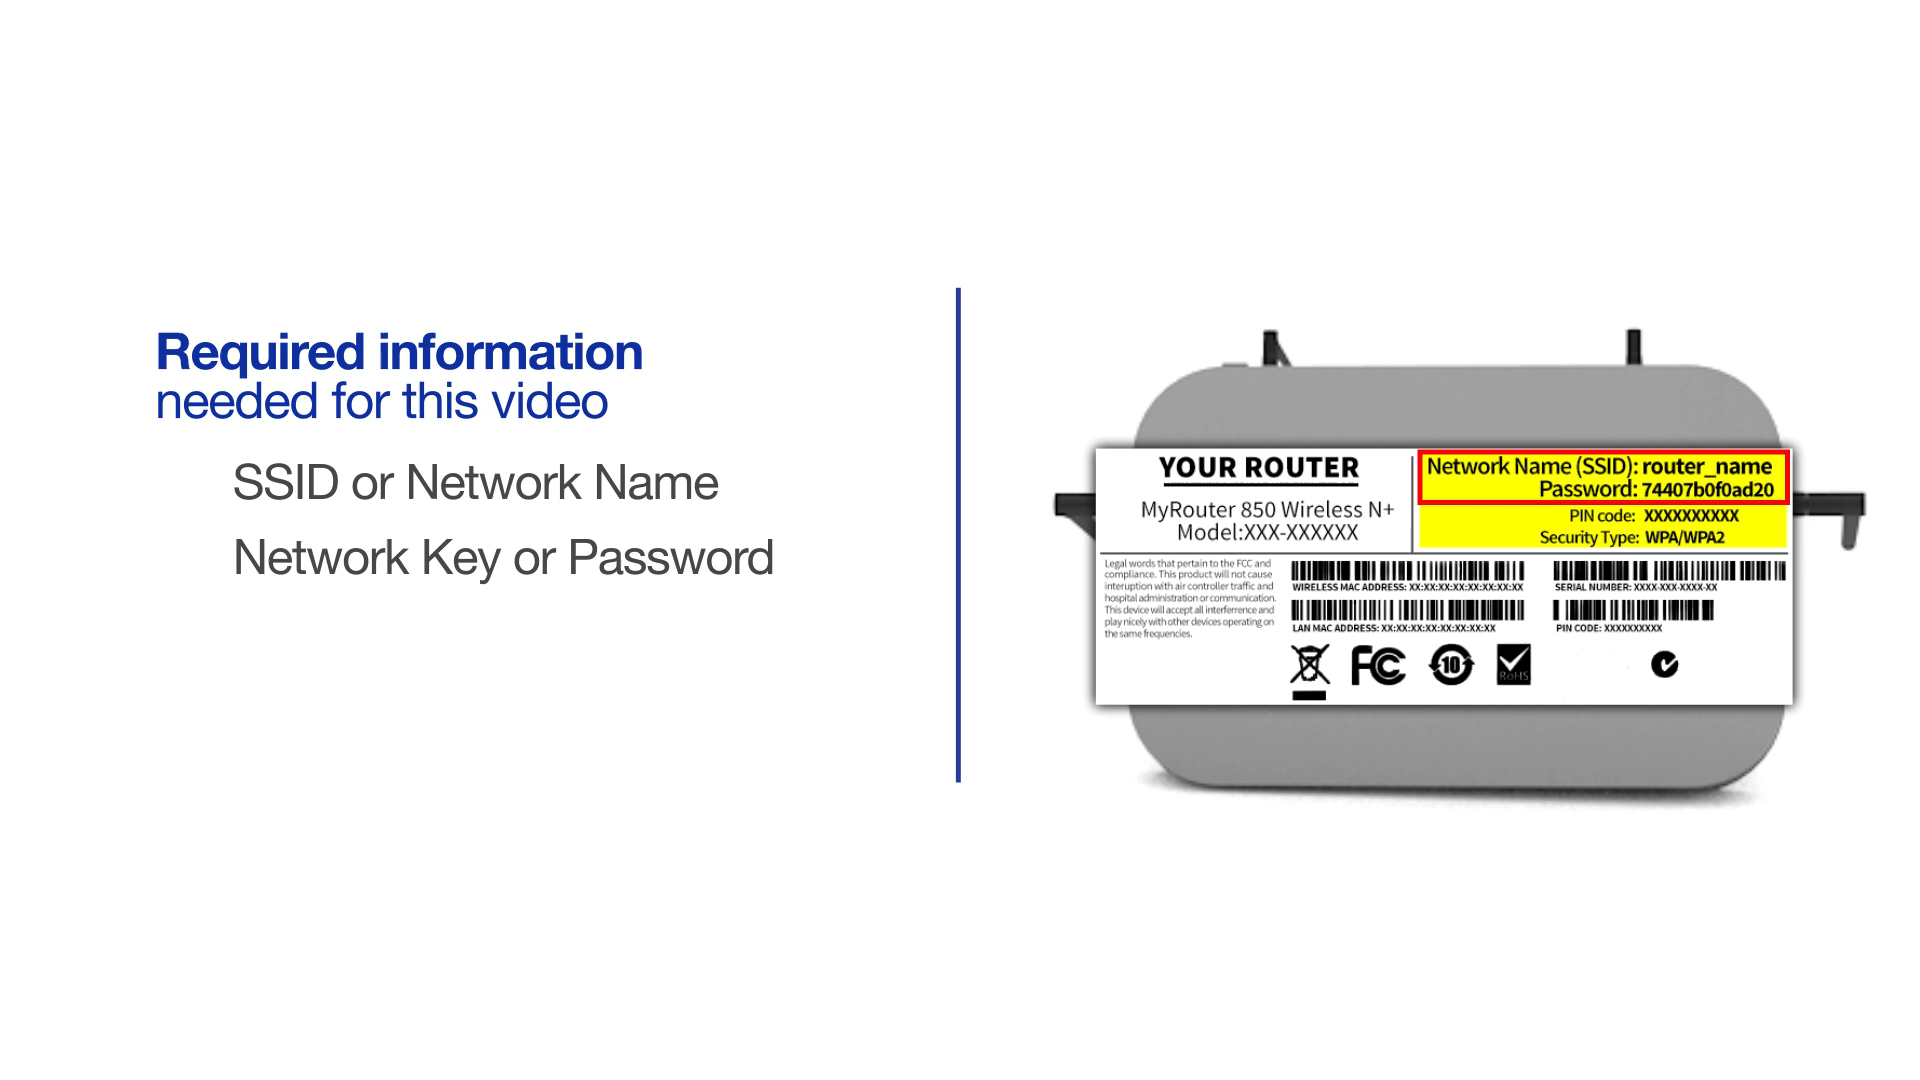 Required information
needed for this video
SSID or Network Name
Network Key or Password
YOUR ROUTER
MyRouter 850 Wireless N+
Model:XXX-XXXXXX
Network Name (SSID): router_name
Password: 74407b0f0ad20
PIN code: XXXXXXXXXX
Security Type: WPA/WPA2
Legal words that pertain to the FCC and
compliance. This product will not cause
interuption with air controller traffic and
hospital administration or communication.
This device will accept all interferrence and
play nicely with other devices operating on
the same frequencies.
WIRELESS MAC ADDRESS: XX:XX:XX:XX:XX:XX:XX:XX
LAN MAC ADDRESS: XX:XX:XX:XX:XX:XX:XX:XX
SERIAL NUMBER: XXXX-XXX-XXXX-XX
PIN CODE: XXXXXXXXXX
FC
10
RoHS